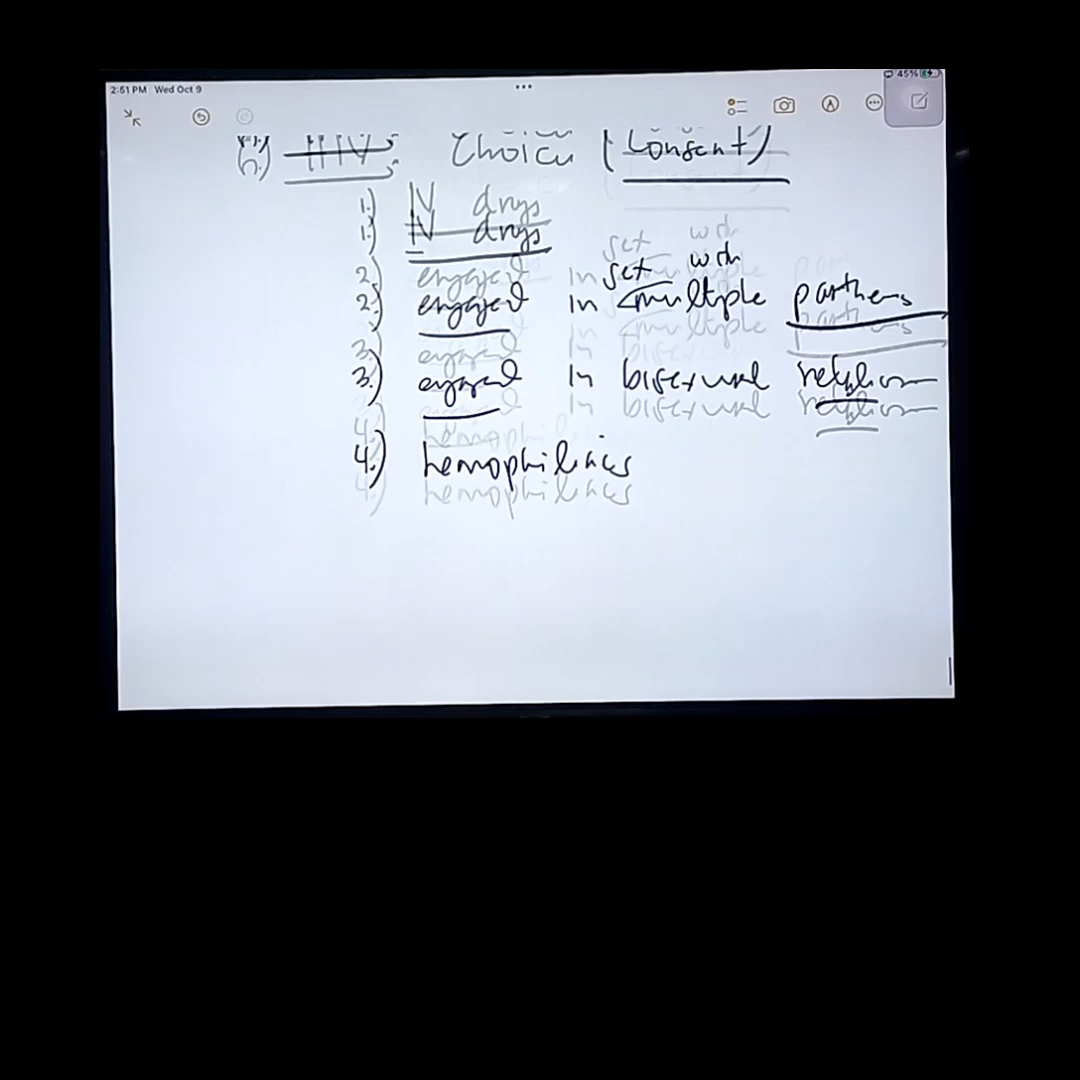 2:51 PM Wed Oct 9
45%
HIV: Choice (Consent)
1.) IV drugs
2.) engaged in sex with multiple partners
3.) engaged in bisexual
4.) hemophiliacs